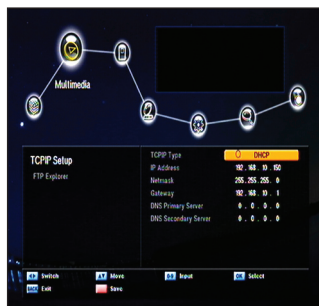 Multimedia
TCPIP Setup
FTP Explorer
TCPIP Type DHCP
IP Address 192 . 168 . 10 . 150
Netmask 255. 255. 255 . 0
Gateway 192 . 168 . 10 . 1
DNS Primary Server 0 . 0 . 0 . 0
DNS Secondary Server 0 . 0 . 0 . 0
Switch Move 0-9 Input OK Select
BACK Exit Save